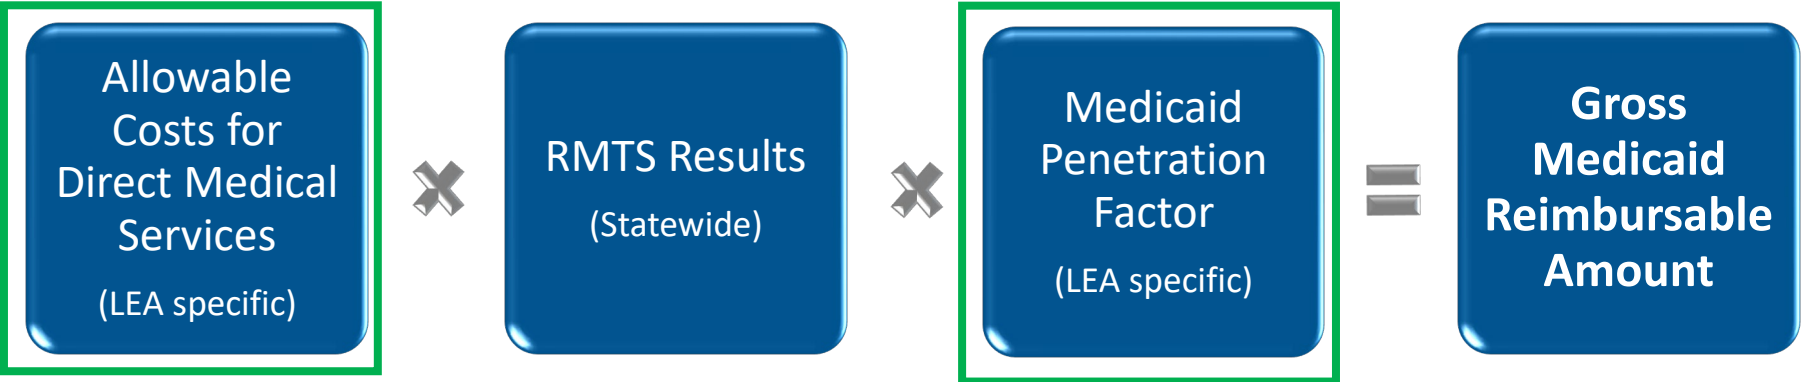 Allowable
Costs for
Direct Medical
Services
(LEA specific)
×
RMTS Results
(Statewide)
×
Medicaid
Penetration
Factor
(LEA specific)
=
Gross
Medicaid
Reimbursable
Amount